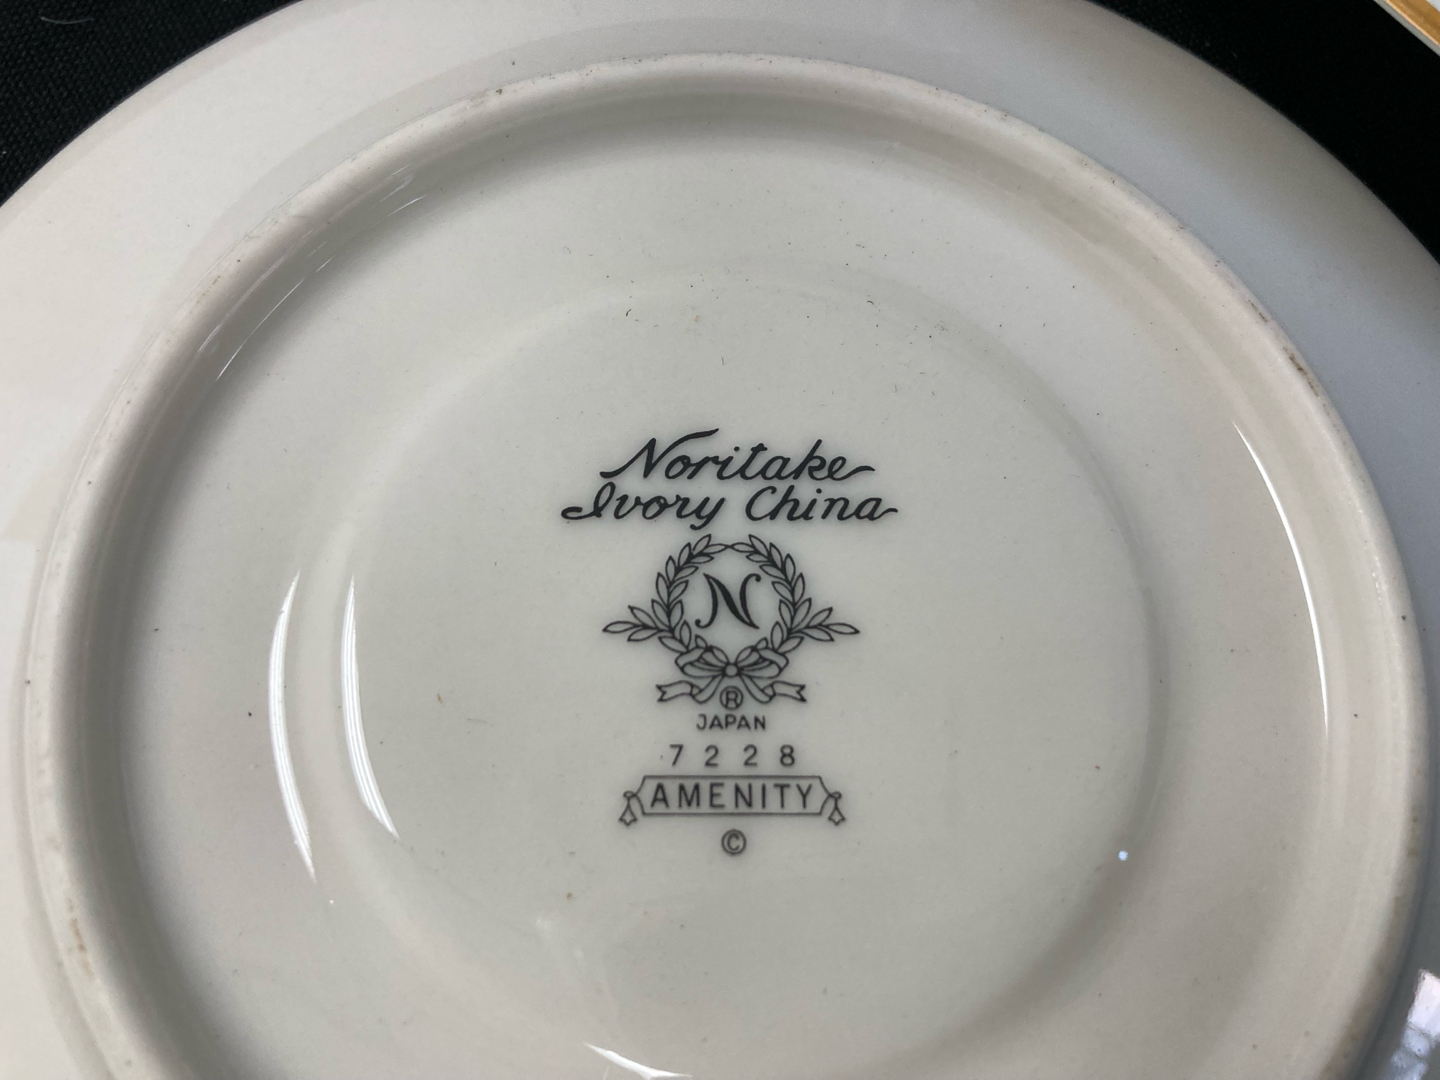 Noritake
Ivory China
N
®
JAPAN
7228
AMENITY
©